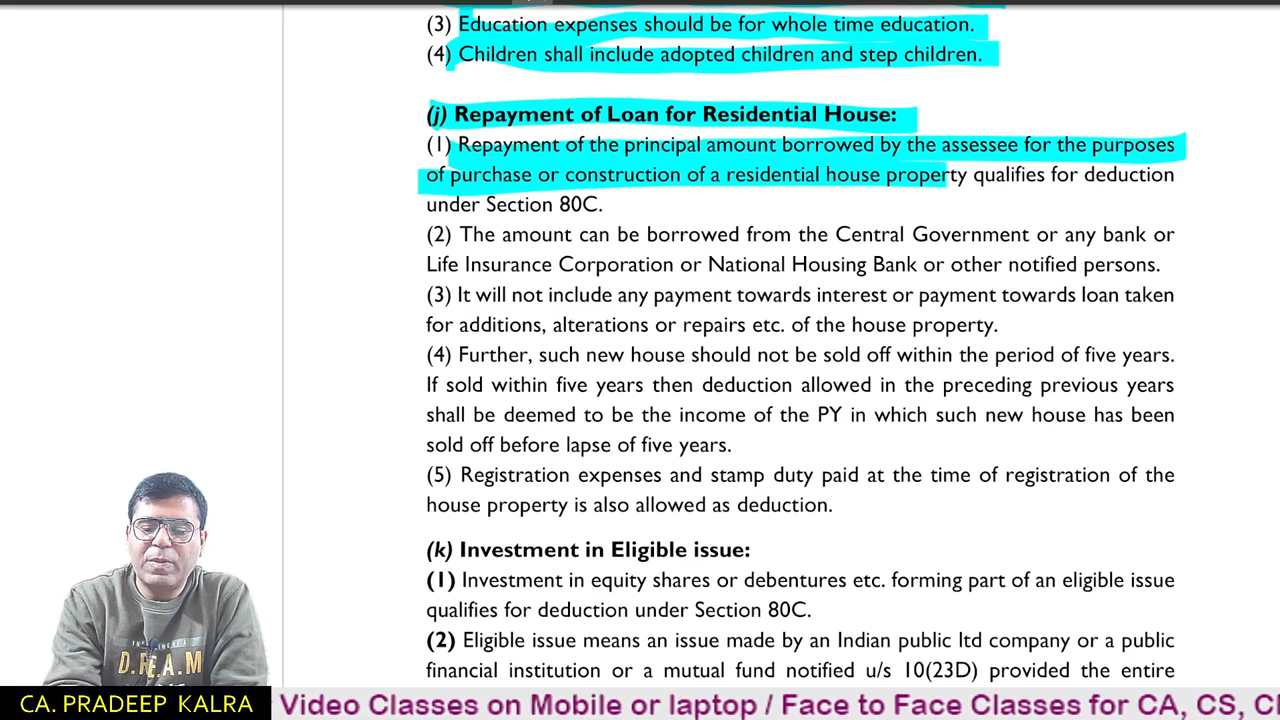 (3) Education expenses should be for whole time education.
(4) Children shall include adopted children and step children.
(j) Repayment of Loan for Residential House:
(1) Repayment of the principal amount borrowed by the assessee for the purposes
of purchase or construction of a residential house property qualifies for deduction
under Section 80C.
(2) The amount can be borrowed from the Central Government or any bank or
Life Insurance Corporation or National Housing Bank or other notified persons.
(3) It will not include any payment towards interest or payment towards loan taken
for additions, alterations or repairs etc. of the house property.
(4) Further, such new house should not be sold off within the period of five years.
If sold within five years then deduction allowed in the preceding previous years
shall be deemed to be the income of the PY in which such new house has been
sold off before lapse of five years.
(5) Registration expenses and stamp duty paid at the time of registration of the
house property is also allowed as deduction.
(k) Investment in Eligible issue:
(1) Investment in equity shares or debentures etc. forming part of an eligible issue
qualifies for deduction under Section 80C.
(2) Eligible issue means an issue made by an Indian public ltd company or a public
financial institution or a mutual fund notified u/s 10(23D) provided the entire
D.R.E.A.M
CA. PRADEEP KALRA
Video Classes on Mobile or laptop / Face to Face Classes for CA, CS,